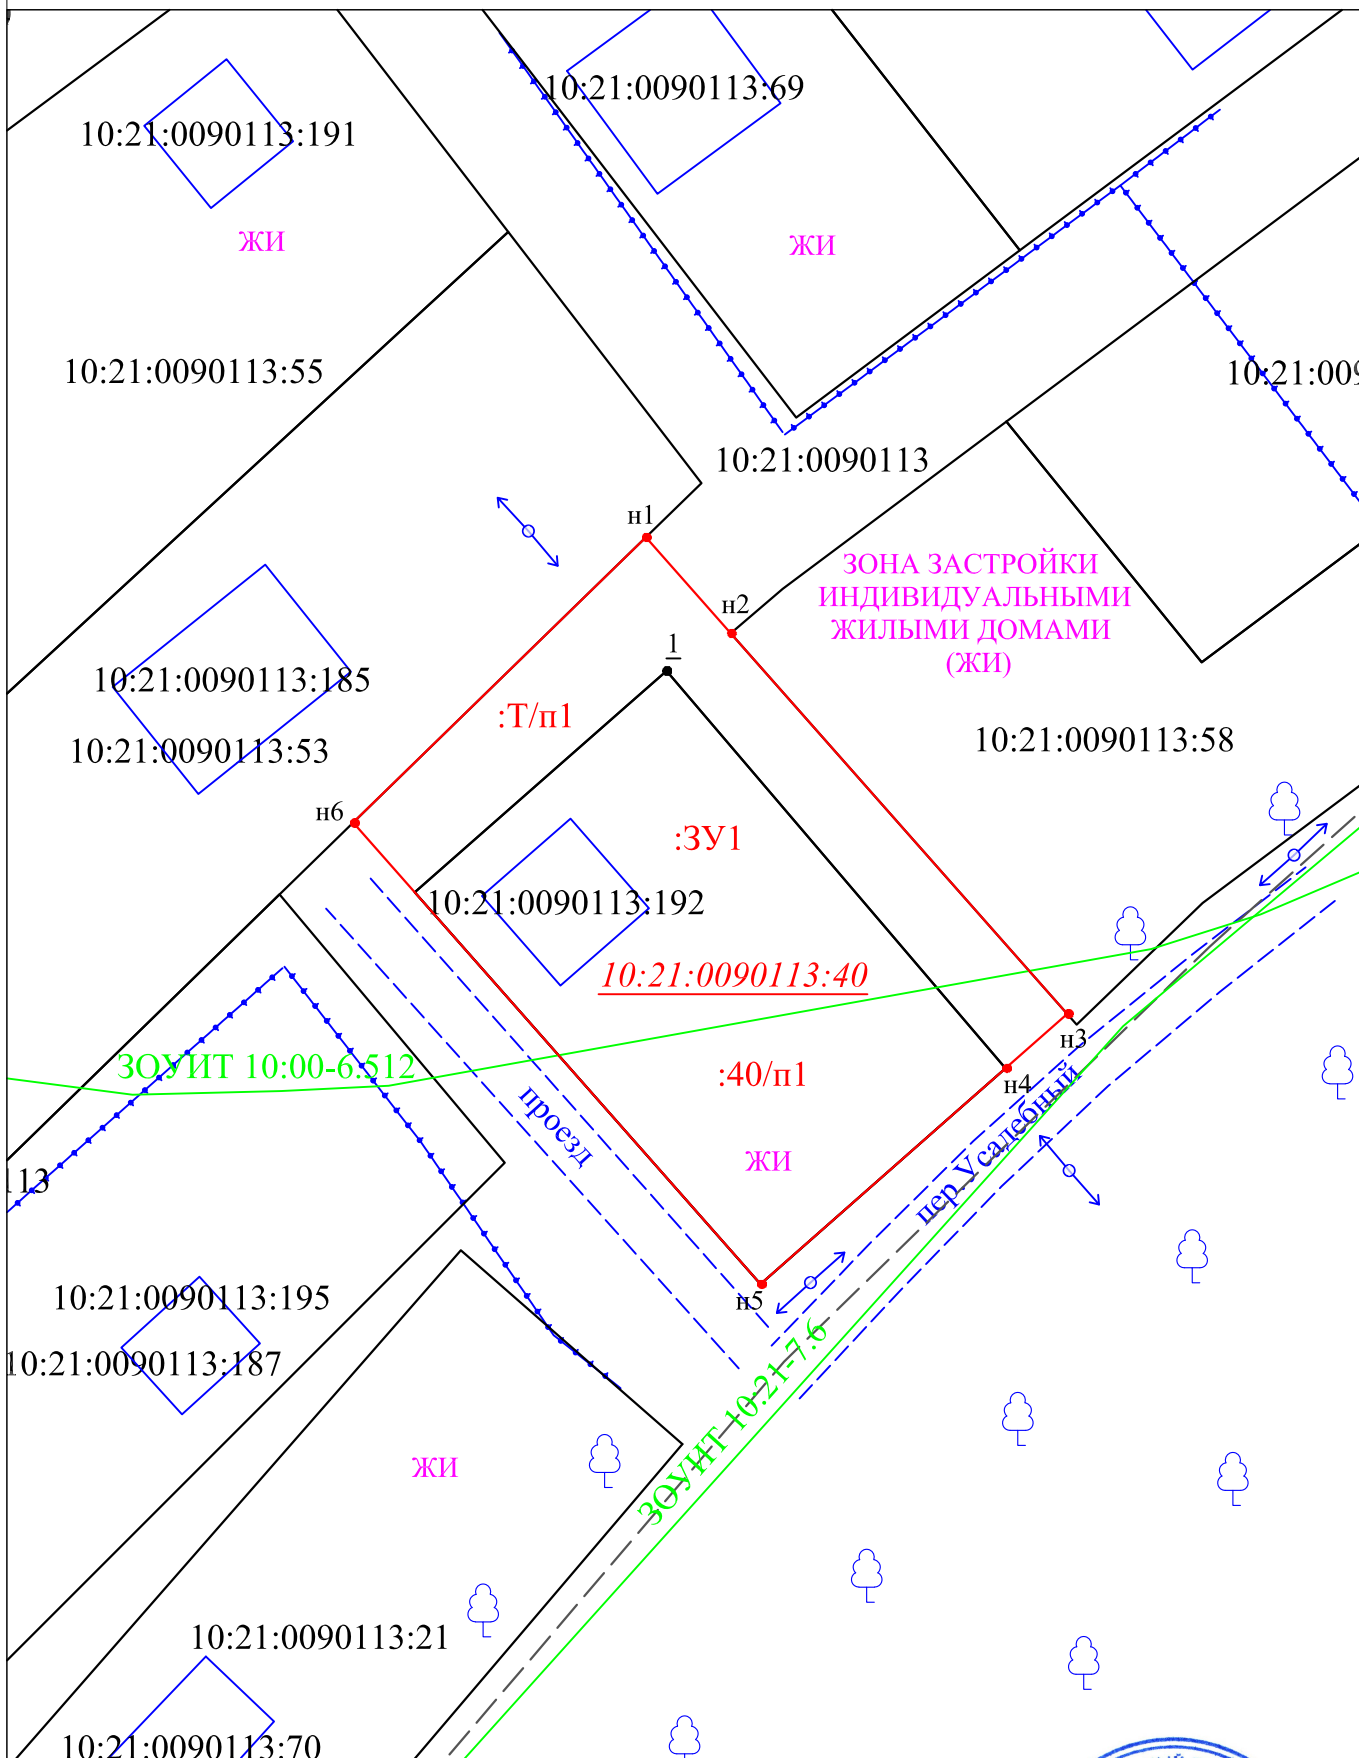 10:21:0090113:69
10:21:0090113:191
ЖИ
ЖИ
10:21:0090113:55
10:21:009
10:21:0090113
н1
ЗОНА ЗАСТРОЙКИ
ИНДИВИДУАЛЬНЫМИ
ЖИЛЫМИ ДОМАМИ
(ЖИ)
н2
1
10:21:0090113:185
:Т/п1
10:21:0090113:53
10:21:0090113:58
н6
:ЗУ1
10:21:0090113:192
10:21:0090113:40
н3
ЗОУИТ 10:00-6.512
:40/п1
н4
проезд
пер.Усадебный
ЖИ
113
10:21:0090113:195
н5
10:21:0090113:187
ЗОУИТ 10:21-7.6
ЖИ
10:21:0090113:21
10:21:0090113:70